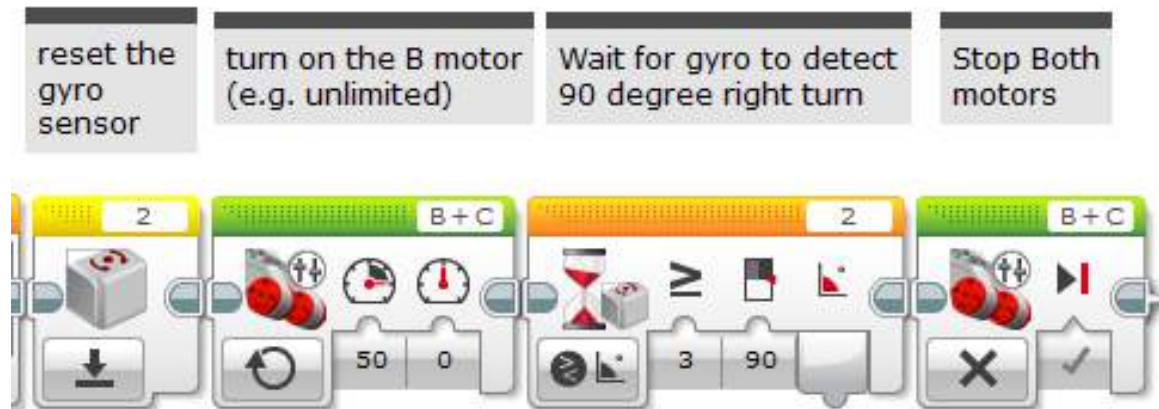 reset the
gyro
sensor
turn on the B motor
(e.g. unlimited)
Wait for gyro to detect
90 degree right turn
Stop Both
motors
2
B + C
2
B + C
≥
50 0
3 90